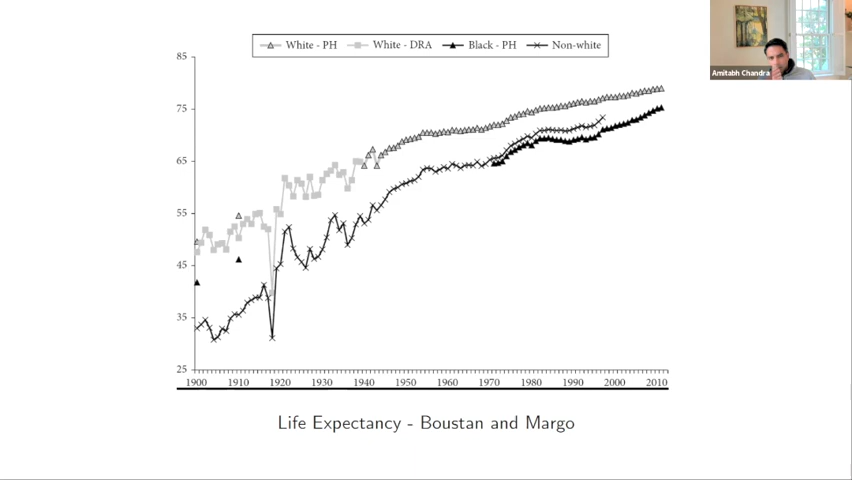 White - PH White - DRA Black - PH Non-white
Amitabh Chandra
85
75
65
55
45
35
25
1900 1910 1920 1930 1940 1950 1960 1970 1980 1990 2000 2010
Life Expectancy - Boustan and Margo